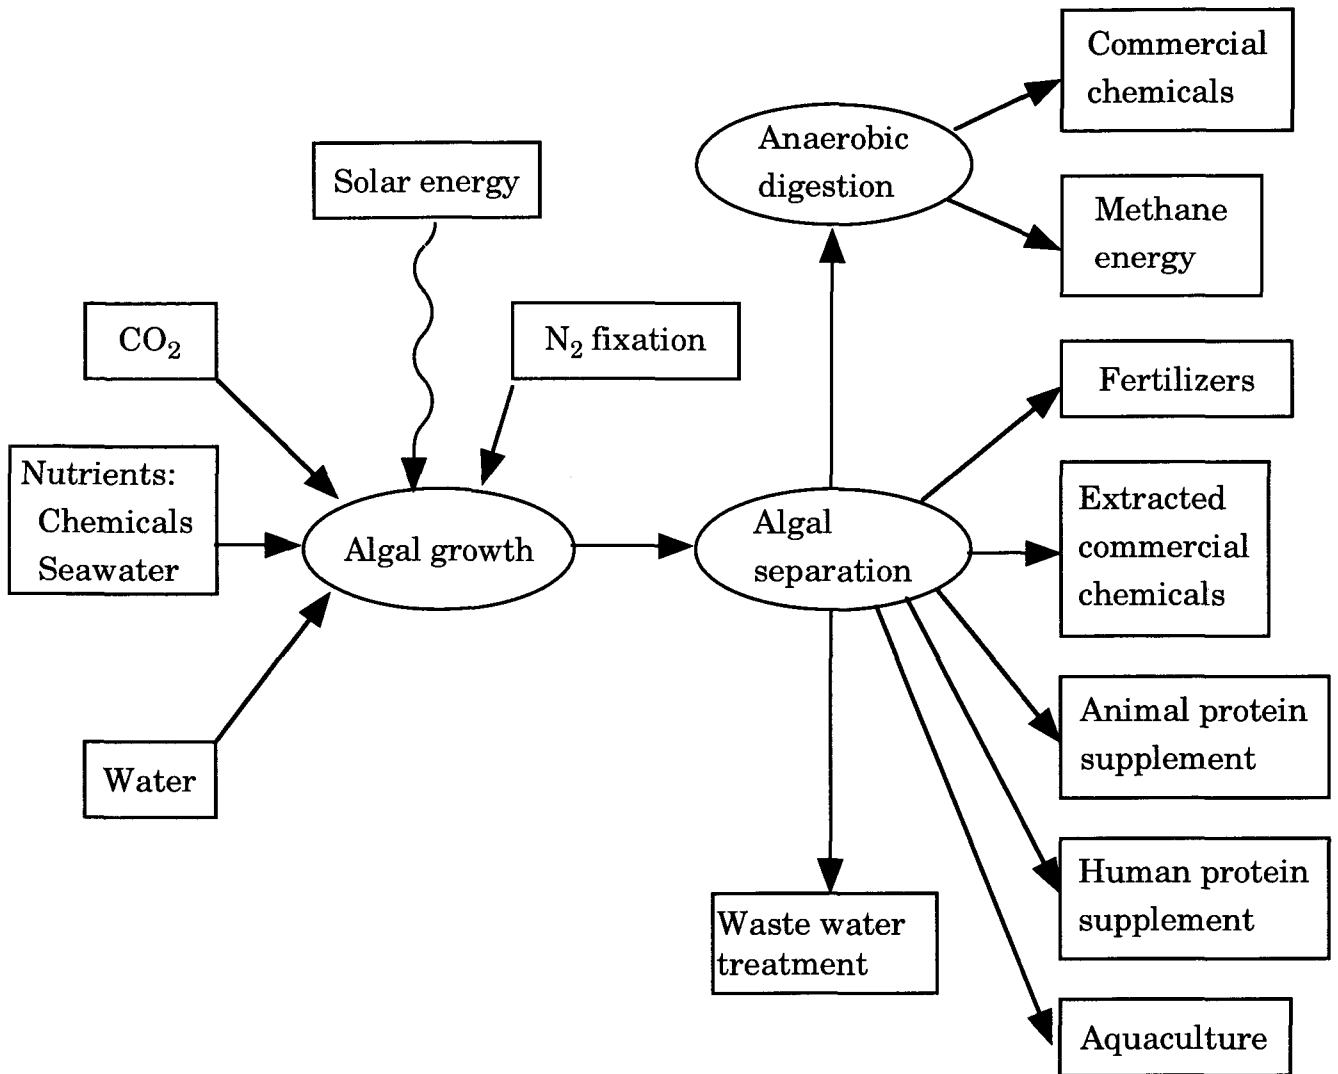 Commercial
chemicals
Anaerobic
digestion
Solar energy
Methane
energy
CO₂
N₂ fixation
Fertilizers
Nutrients:
Chemicals
Seawater
Algal growth
Algal
separation
Extracted
commercial
chemicals
Animal protein
supplement
Water
Human protein
supplement
Waste water
treatment
Aquaculture